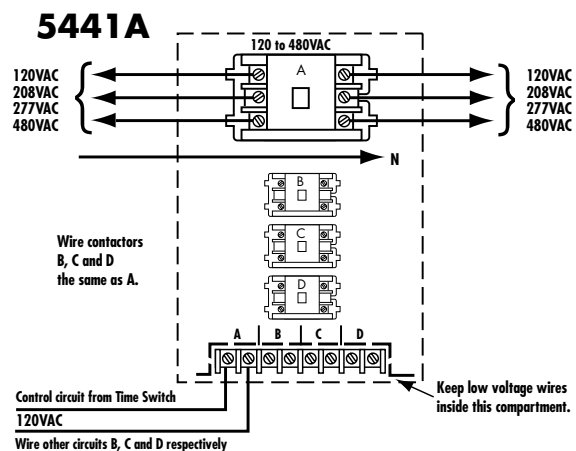 5441A
120 to 480VAC
A
120VAC
208VAC
277VAC
480VAC
120VAC
208VAC
277VAC
480VAC
N
B
Wire contactors
B, C and D
the same as A.
C
D
A B C D
Control circuit from Time Switch
120VAC
Wire other circuits B, C and D respectively
Keep low voltage wires
inside this compartment.